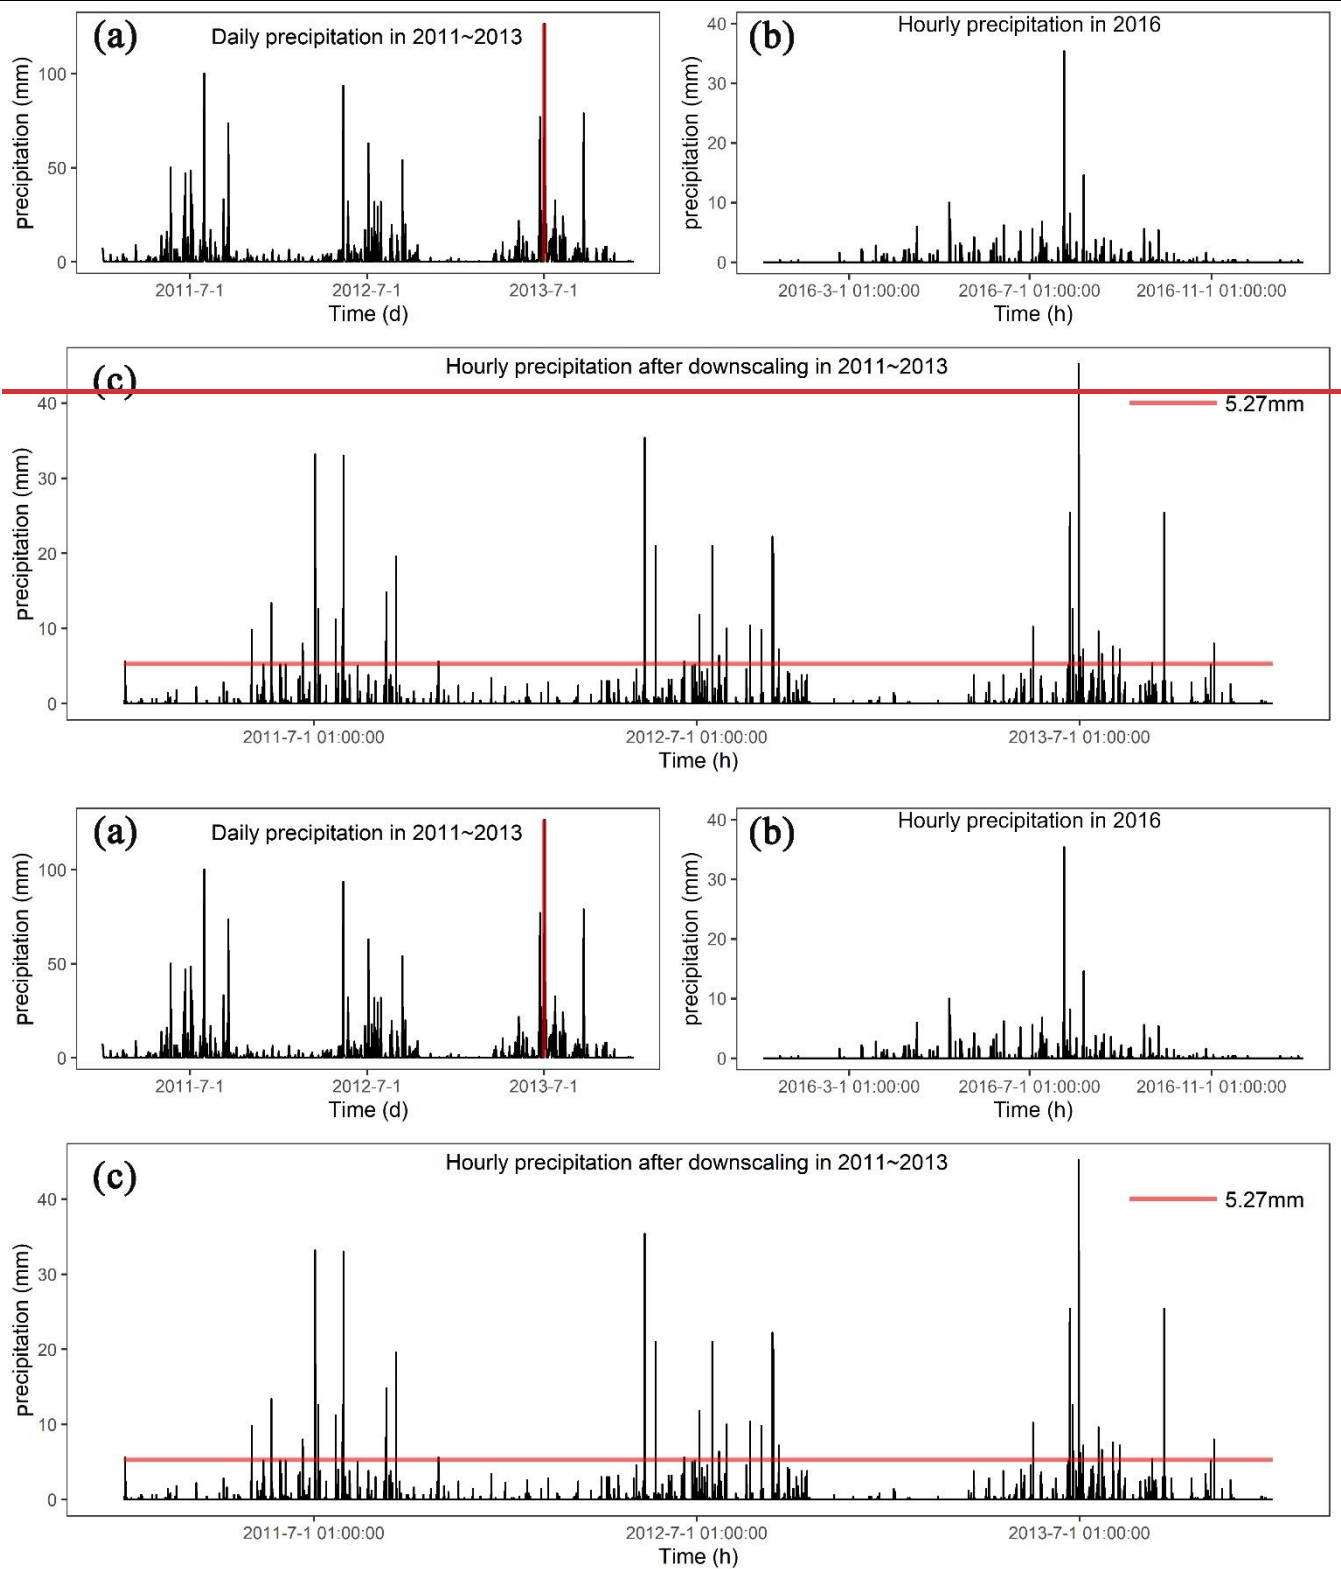 (a) Daily precipitation in 2011~2013
precipitation (mm)
100
50
0
2011-7-1 2012-7-1 2013-7-1
Time (d)
(b) Hourly precipitation in 2016
precipitation (mm)
40
30
20
10
0
2016-3-1 01:00:00 2016-7-1 01:00:00 2016-11-1 01:00:00
Time (h)
(c) Hourly precipitation after downscaling in 2011~2013
5.27mm
precipitation (mm)
40
30
20
10
0
2011-7-1 01:00:00 2012-7-1 01:00:00 2013-7-1 01:00:00
Time (h)
(a) Daily precipitation in 2011~2013
precipitation (mm)
100
50
0
2011-7-1 2012-7-1 2013-7-1
Time (d)
(b) Hourly precipitation in 2016
precipitation (mm)
40
30
20
10
0
2016-3-1 01:00:00 2016-7-1 01:00:00 2016-11-1 01:00:00
Time (h)
(c) Hourly precipitation after downscaling in 2011~2013
5.27mm
precipitation (mm)
40
30
20
10
0
2011-7-1 01:00:00 2012-7-1 01:00:00 2013-7-1 01:00:00
Time (h)